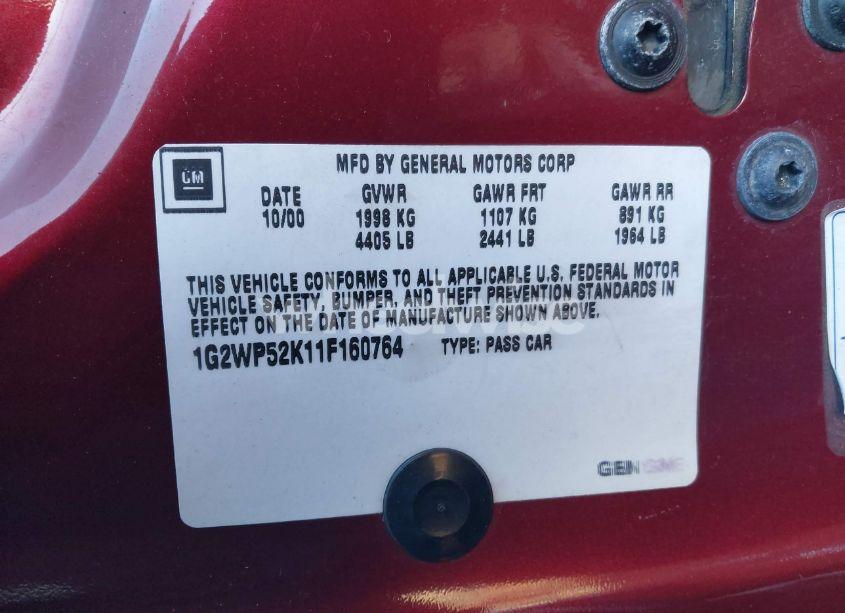 GM
MFD BY GENERAL MOTORS CORP
DATE GVWR GAWR FRT GAWR RR
10/00 1998 KG 1107 KG 891 KG
4405 LB 2441 LB 1964 LB
THIS VEHICLE CONFORMS TO ALL APPLICABLE U.S. FEDERAL MOTOR
VEHICLE SAFETY, BUMPER, AND THEFT PREVENTION STANDARDS IN
EFFECT ON THE DATE OF MANUFACTURE SHOWN ABOVE.
1G2WP52K11F160764 TYPE: PASS CAR